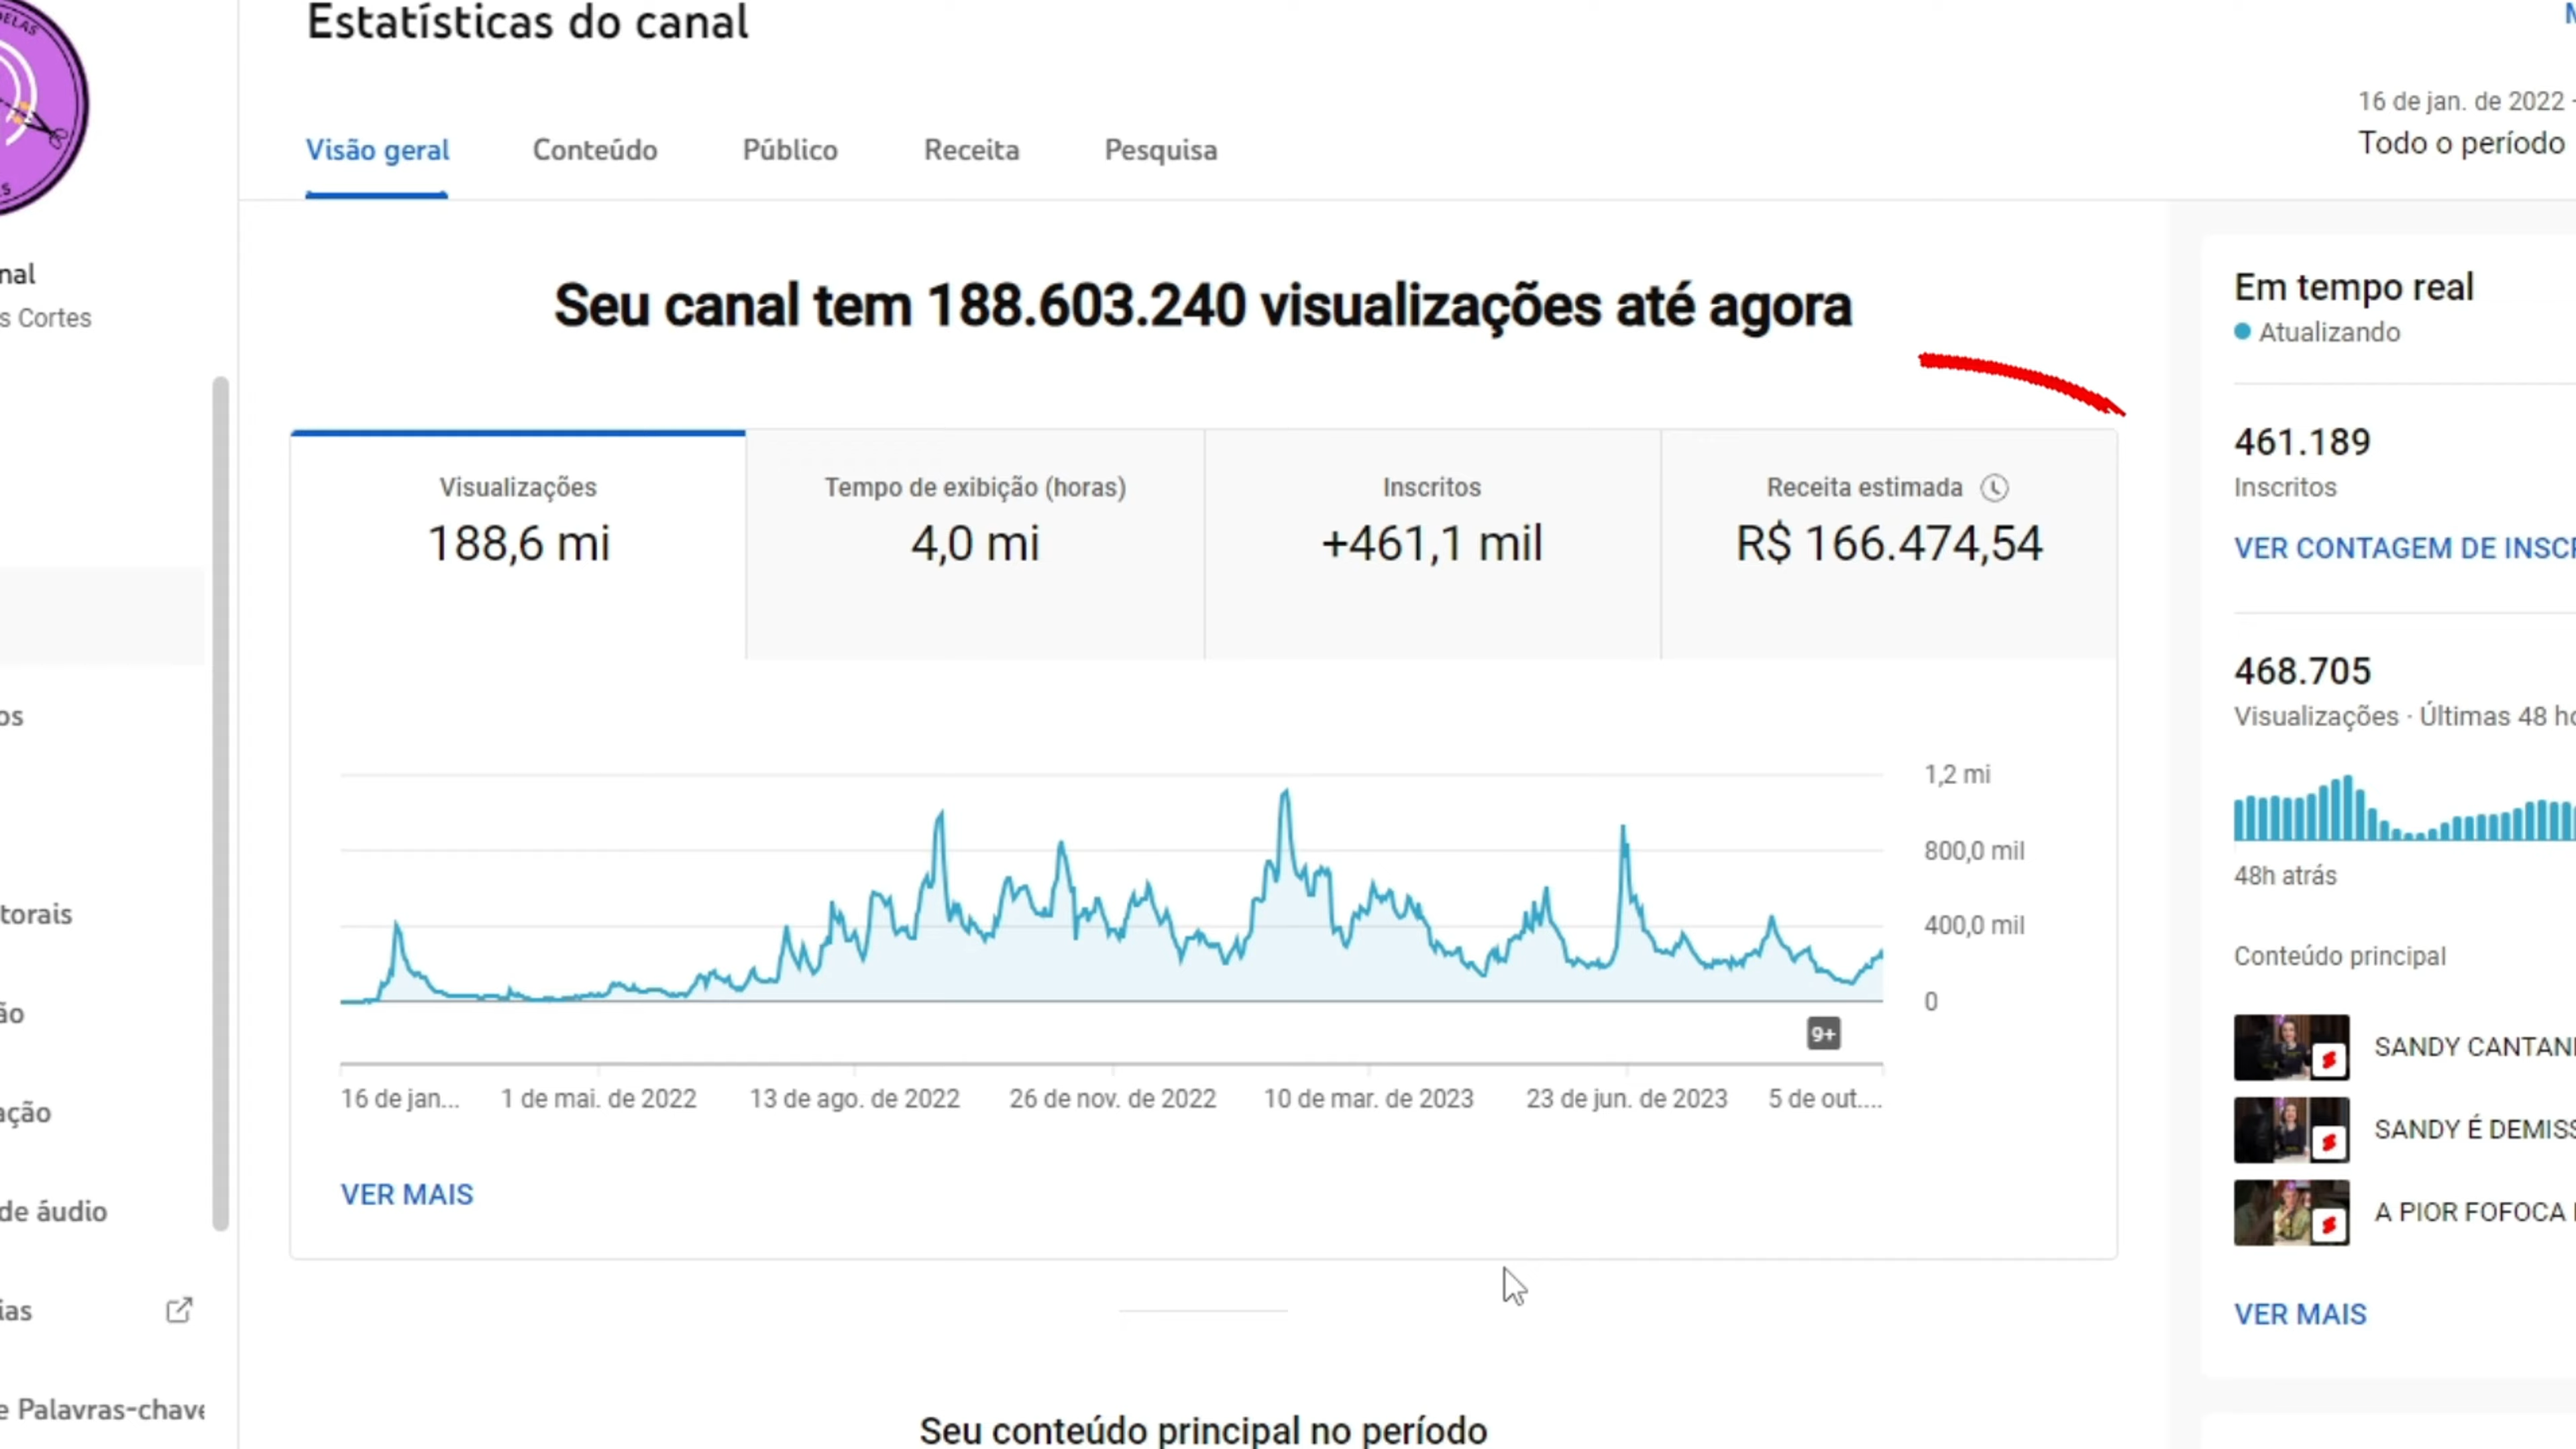 DELAS
Estatísticas do canal
16 de jan. de 2022 -
Todo o período
Visão geral
Conteúdo
Público
Receita
Pesquisa
nal
s Cortes
os
torais
ão
ação
de áudio
ias
e Palavras-chave
Seu canal tem 188.603.240 visualizações até agora
Visualizações
188,6 mi
Tempo de exibição (horas)
4,0 mi
Inscritos
+461,1 mil
Receita estimada
R$ 166.474,54
1,2 mi
800,0 mil
400,0 mil
0
9+
16 de jan...
1 de mai. de 2022
13 de ago. de 2022
26 de nov. de 2022
10 de mar. de 2023
23 de jun. de 2023
5 de out....
VER MAIS
Seu conteúdo principal no período
Em tempo real
Atualizando
461.189
Inscritos
VER CONTAGEM DE INSCR
468.705
Visualizações · Últimas 48 ho
48h atrás
Conteúdo principal
SANDY CANTAN
SANDY É DEMISS
A PIOR FOFOCA
VER MAIS